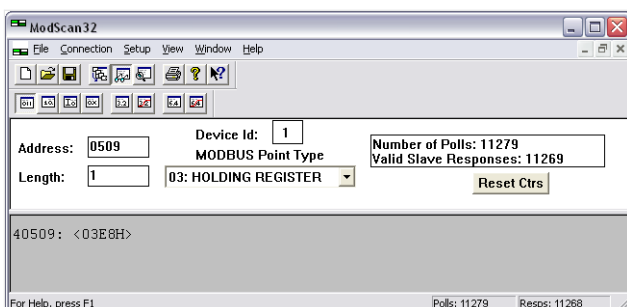 ModScan32
File Connection Setup View Window Help
Address: 0509
Device Id: 1
MODBUS Point Type
Length: 1
03: HOLDING REGISTER
Number of Polls: 11279
Valid Slave Responses: 11269
Reset Ctrs
40509: <03E8H>
For Help, press F1
Polls: 11279
Resps: 11268